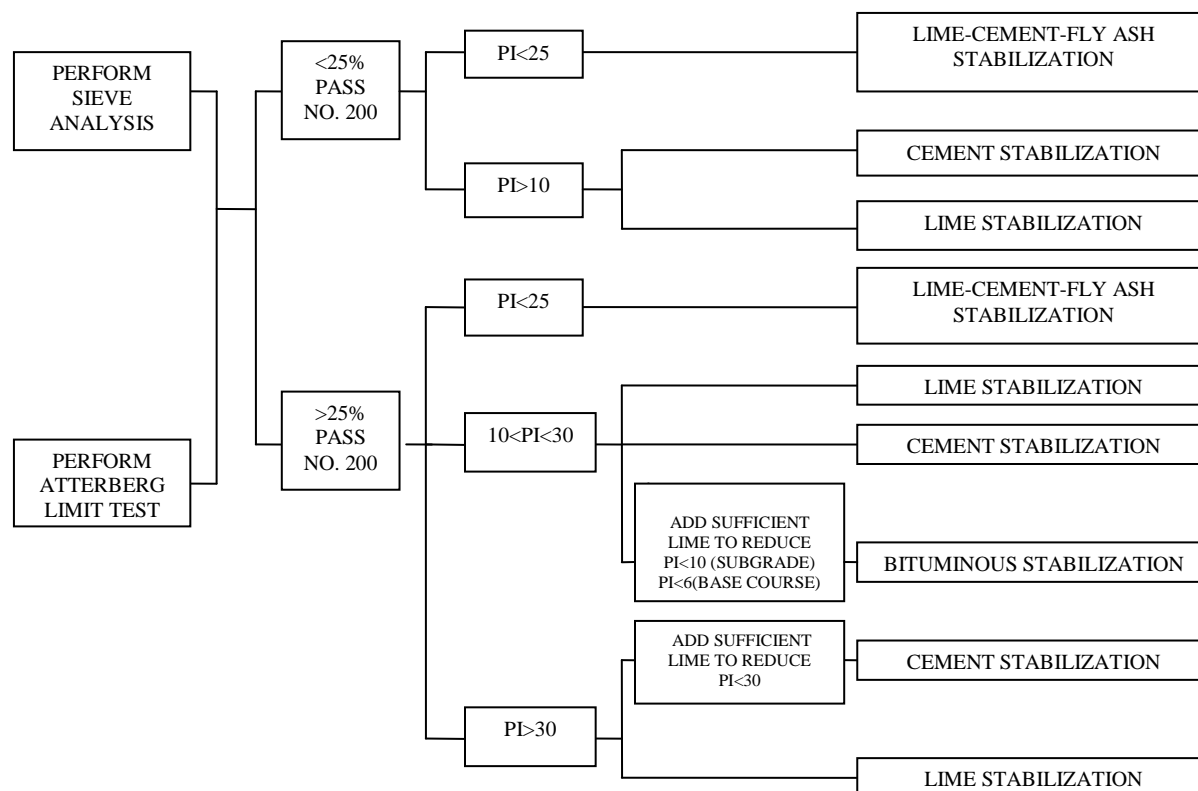 PERFORM
SIEVE
ANALYSIS
PERFORM
ATTERBERG
LIMIT TEST
<25%
PASS
NO. 200
>25%
PASS
NO. 200
PI<25
PI>10
PI<25
10<PI<30
PI>30
ADD SUFFICIENT
LIME TO REDUCE
PI<10 (SUBGRADE)
PI<6(BASE COURSE)
ADD SUFFICIENT
LIME TO REDUCE
PI<30
LIME-CEMENT-FLY ASH
STABILIZATION
CEMENT STABILIZATION
LIME STABILIZATION
LIME-CEMENT-FLY ASH
STABILIZATION
LIME STABILIZATION
CEMENT STABILIZATION
BITUMINOUS STABILIZATION
CEMENT STABILIZATION
LIME STABILIZATION